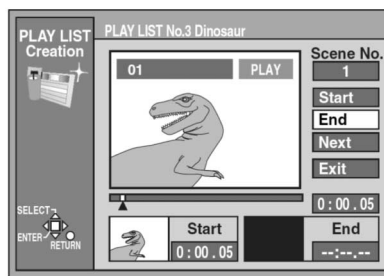 PLAY LIST
Creation
PLAY LIST No.3 Dinosaur
Scene No.
01 PLAY
1
Start
End
Next
Exit
0 : 00 . 05
SELECT
ENTER
RETURN
Start
0 : 00 . 05
End
--:--.--